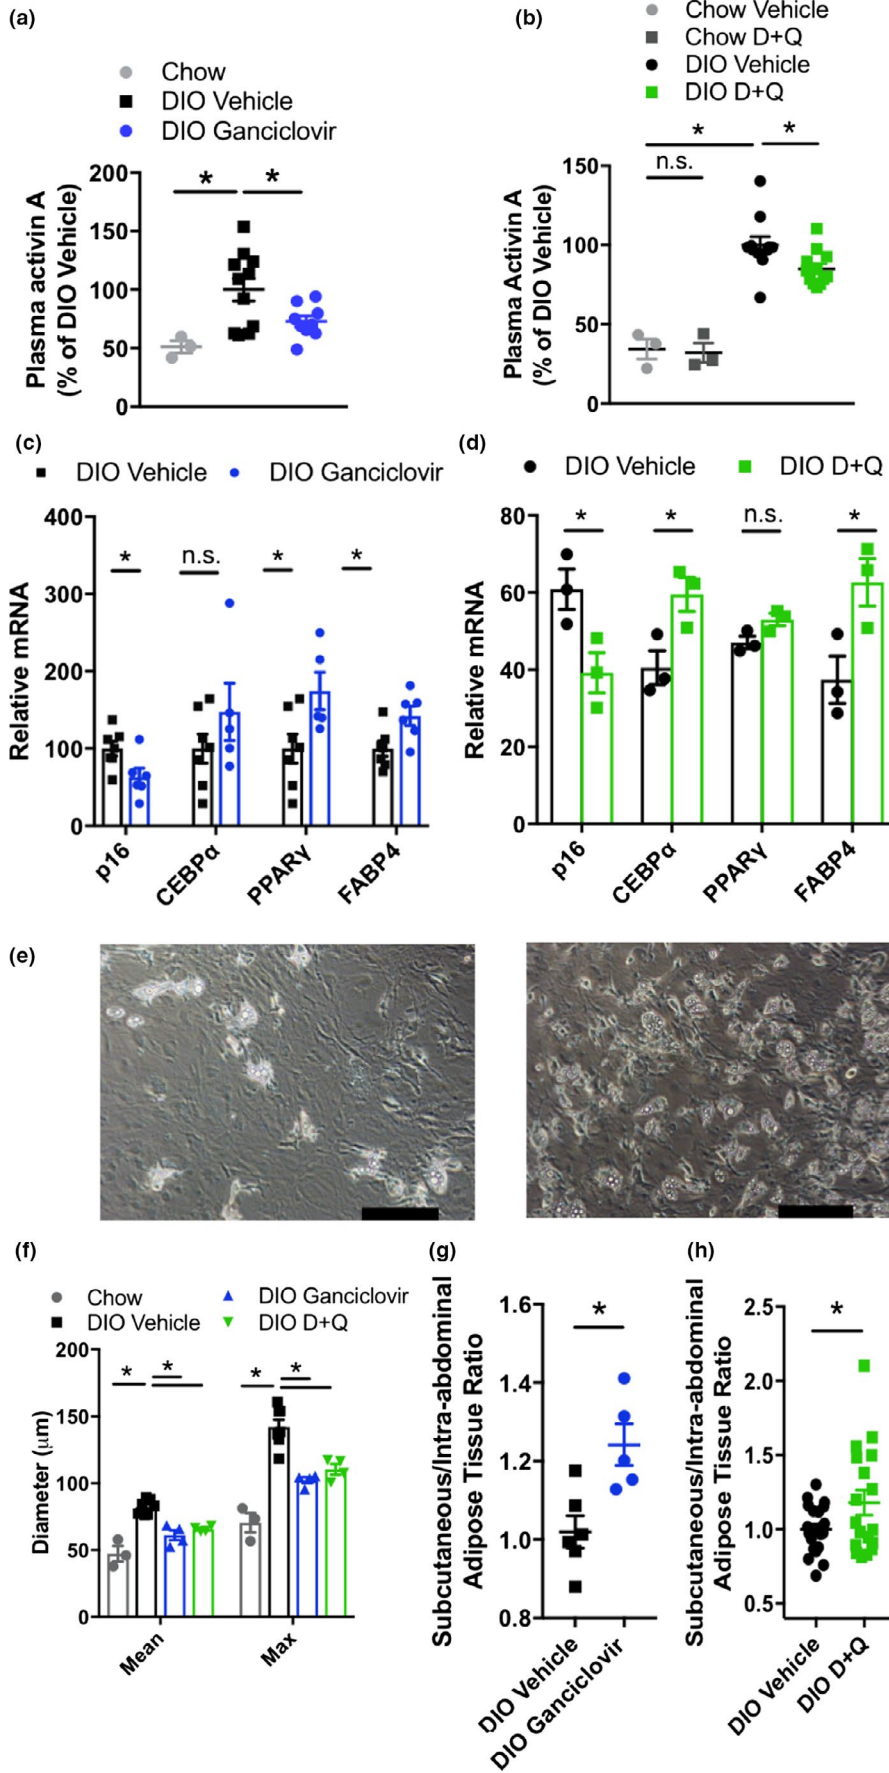 (a)
Chow
DIO Vehicle
DIO Ganciclovir
Plasma activin A
(% of DIO Vehicle)
200
150
100
50
0
*
*
(b)
Chow Vehicle
Chow D+Q
DIO Vehicle
DIO D+Q
Plasma Activin A
(% of DIO Vehicle)
150
100
50
0
*
*
n.s.
(c)
DIO Vehicle
DIO Ganciclovir
Relative mRNA
400
300
200
100
0
*
n.s.
*
*
p16
CEBPα
PPARγ
FABP4
(d)
DIO Vehicle
DIO D+Q
Relative mRNA
80
60
40
20
0
*
*
n.s.
*
p16
CEBPα
PPARγ
FABP4
(e)
(f)
Chow
DIO Vehicle
DIO Ganciclovir
DIO D+Q
Diameter (μm)
200
150
100
50
0
*
*
*
*
Mean
Max
(g)
Subcutaneous/Intra-abdominal
Adipose Tissue Ratio
1.6
1.4
1.2
1.0
0.8
*
DIO Vehicle
DIO Ganciclovir
(h)
Subcutaneous/Intra-abdominal
Adipose Tissue Ratio
2.5
2.0
1.5
1.0
0.5
*
DIO Vehicle
DIO D+Q